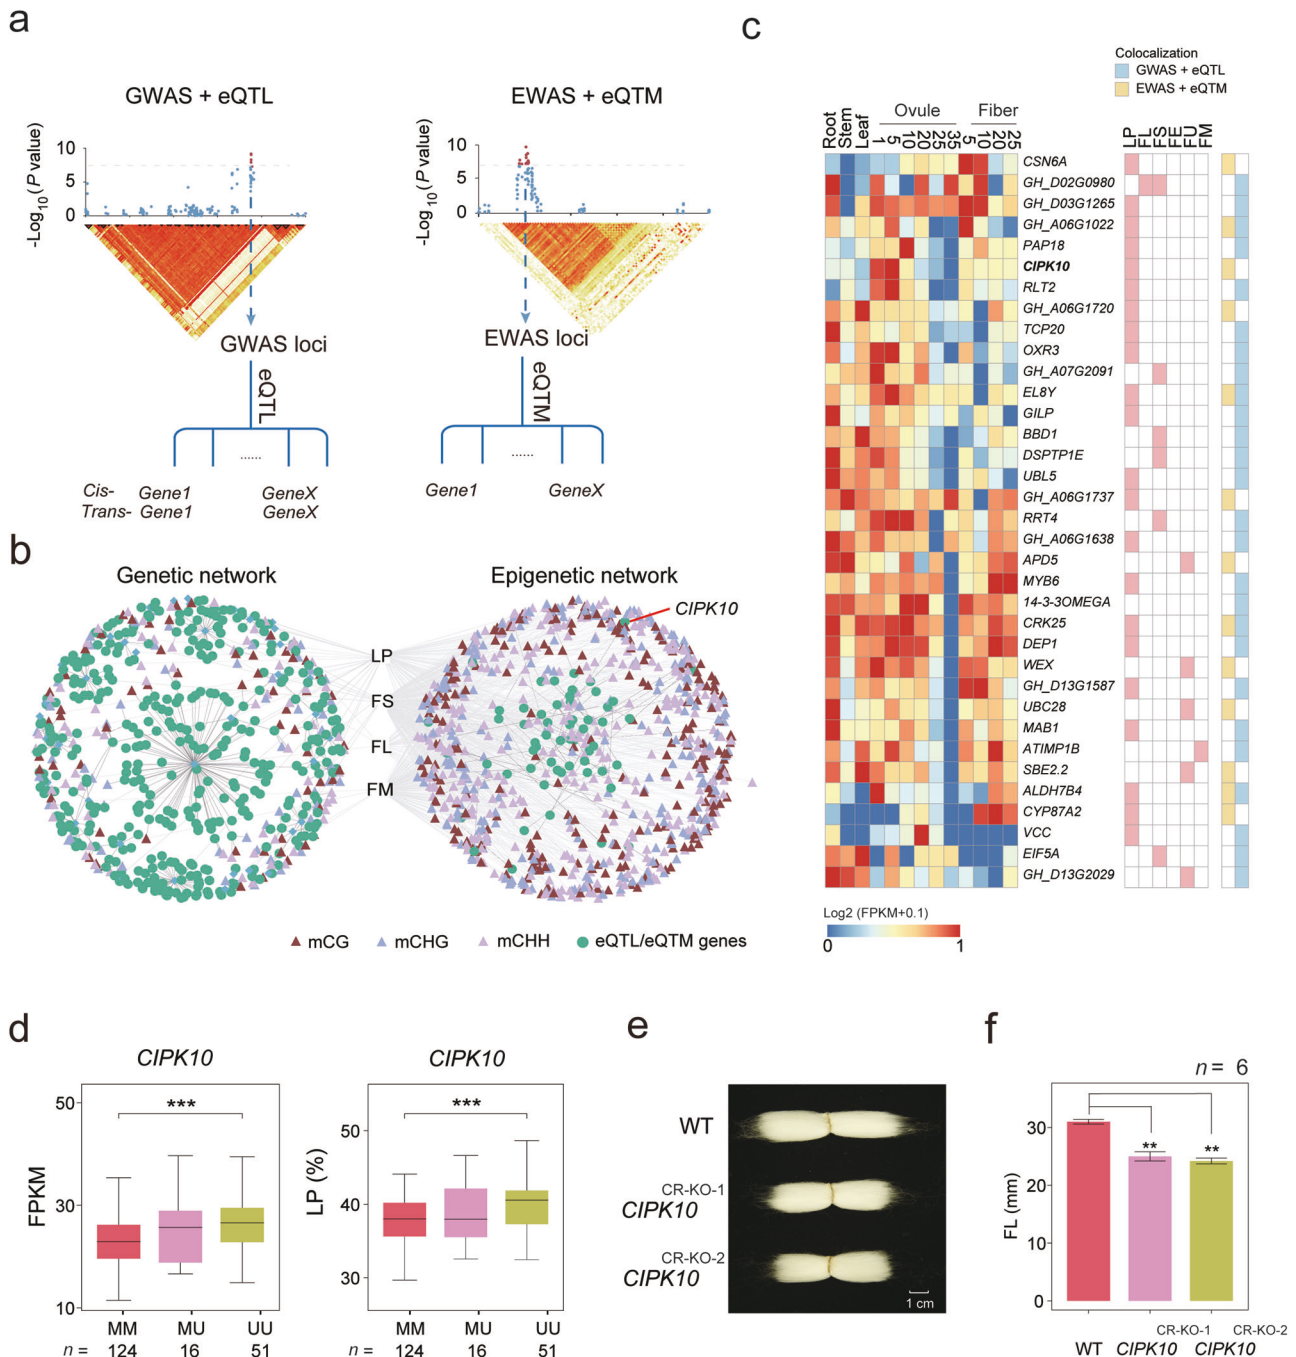 a
GWAS + eQTL
EWAS + eQTM
-Log10(P value)
10
5
0
-Log10(P value)
10
5
0
GWAS loci
EWAS loci
eQTL
eQTM
......
......
Cis- Gene1 GeneX
Trans- Gene1 GeneX
Gene1 GeneX
b
Genetic network
Epigenetic network
CIPK10
LP
FS
FL
FM
mCG mCHG mCHH eQTL/eQTM genes
c
Colocalization
GWAS + eQTL
EWAS + eQTM
Ovule Fiber
Root Stem Leaf 1 5 10 20 25 35 5 10 20 25
LP FL FS FE FU FM
CSN6A
GH_D02G0980
GH_D03G1265
GH_A06G1022
PAP18
CIPK10
RLT2
GH_A06G1720
TCP20
OXR3
GH_A07G2091
EL8Y
GILP
BBD1
DSPTP1E
UBL5
GH_A06G1737
RRT4
GH_A06G1638
APD5
MYB6
14-3-3OMEGA
CRK25
DEP1
WEX
GH_D13G1587
UBC28
MAB1
ATIMP1B
SBE2.2
ALDH7B4
CYP87A2
VCC
EIF5A
GH_D13G2029
Log2 (FPKM+0.1)
0 1
d
CIPK10
FPKM
50
30
10
***
MM MU UU
n = 124 16 51
CIPK10
LP (%)
50
40
30
***
MM MU UU
n = 124 16 51
e
WT
CIPK10 CR-KO-1
CIPK10 CR-KO-2
1 cm
f
n = 6
FL (mm)
30
20
10
0
**
**
WT CIPK10 CR-KO-1 CIPK10 CR-KO-2